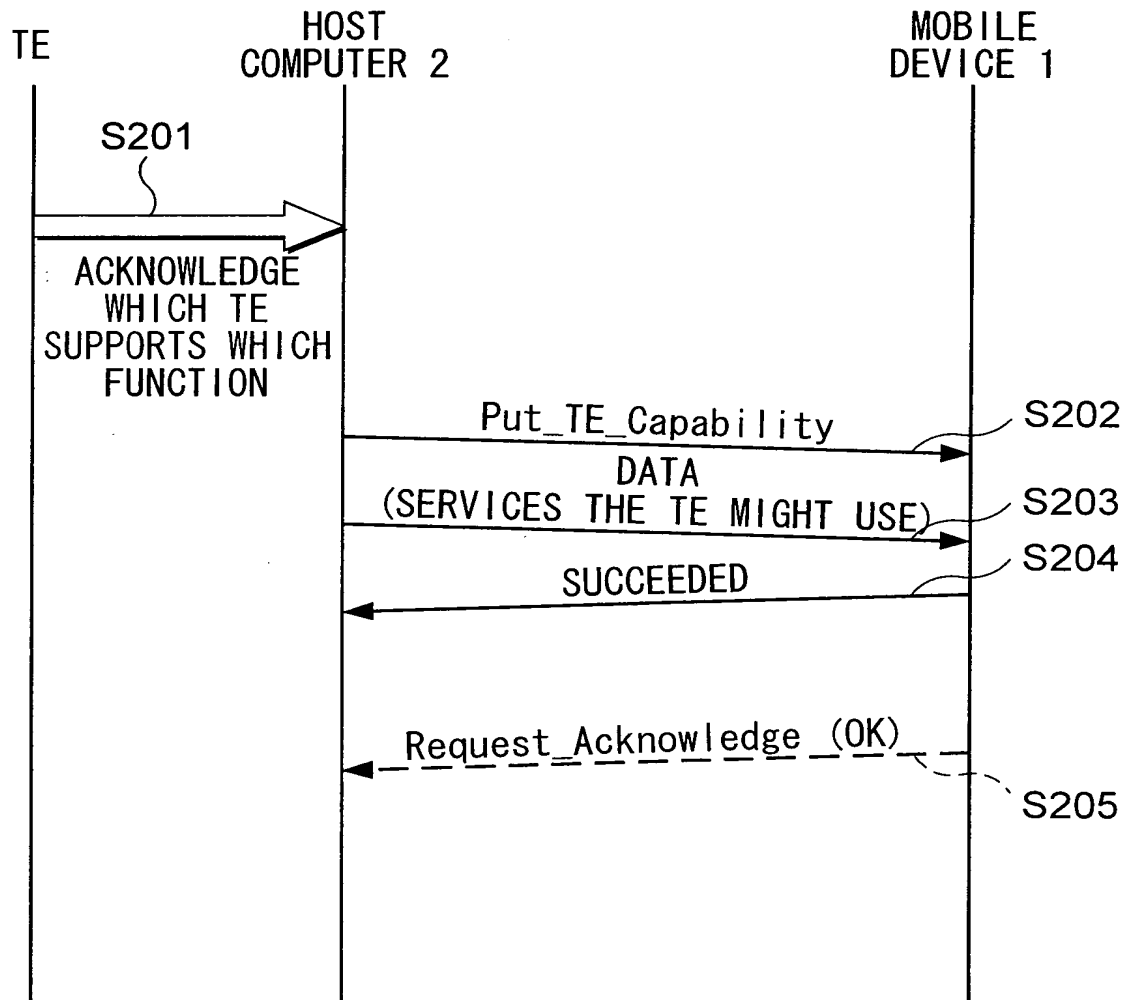 TE
HOST
COMPUTER 2
MOBILE
DEVICE 1
S201
ACKNOWLEDGE
WHICH TE
SUPPORTS WHICH
FUNCTION
Put_TE_Capability
S202
DATA
(SERVICES THE TE MIGHT USE)
S203
SUCCEEDED
S204
Request_Acknowledge (OK)
S205